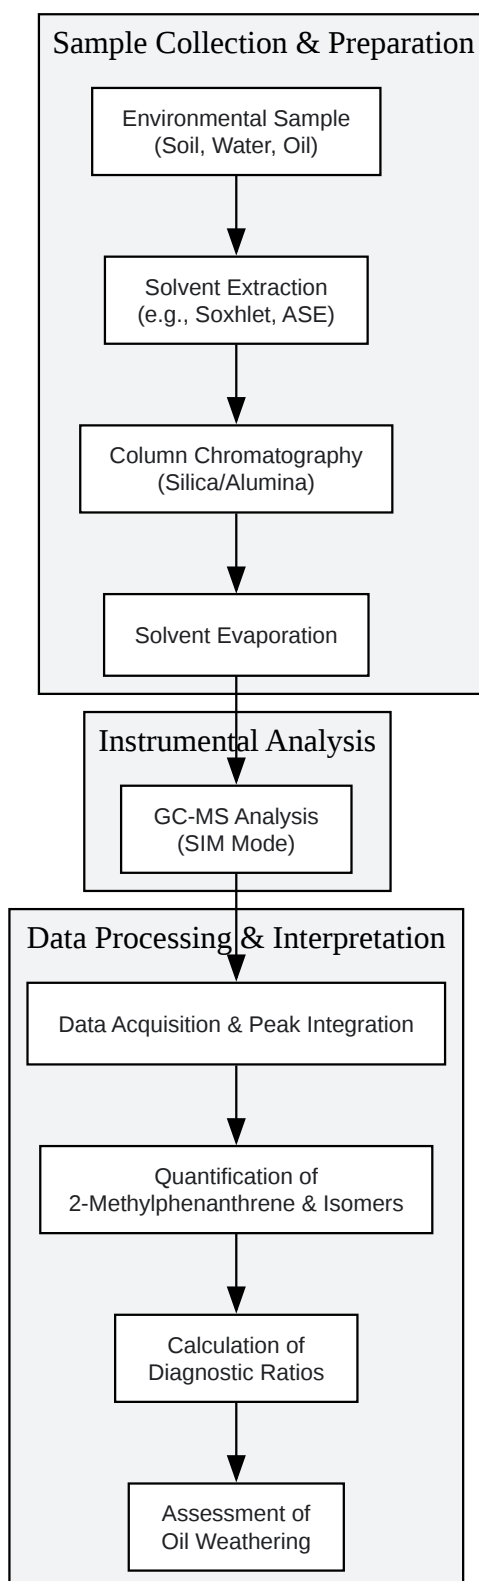 Sample Collection & Preparation
Environmental Sample
(Soil, Water, Oil)
Solvent Extraction
(e.g., Soxhlet, ASE)
Column Chromatography
(Silica/Alumina)
Solvent Evaporation
Instrumental Analysis
GC-MS Analysis
(SIM Mode)
Data Processing & Interpretation
Data Acquisition & Peak Integration
Quantification of
2-Methylphenanthrene & Isomers
Calculation of
Diagnostic Ratios
Assessment of
Oil Weathering